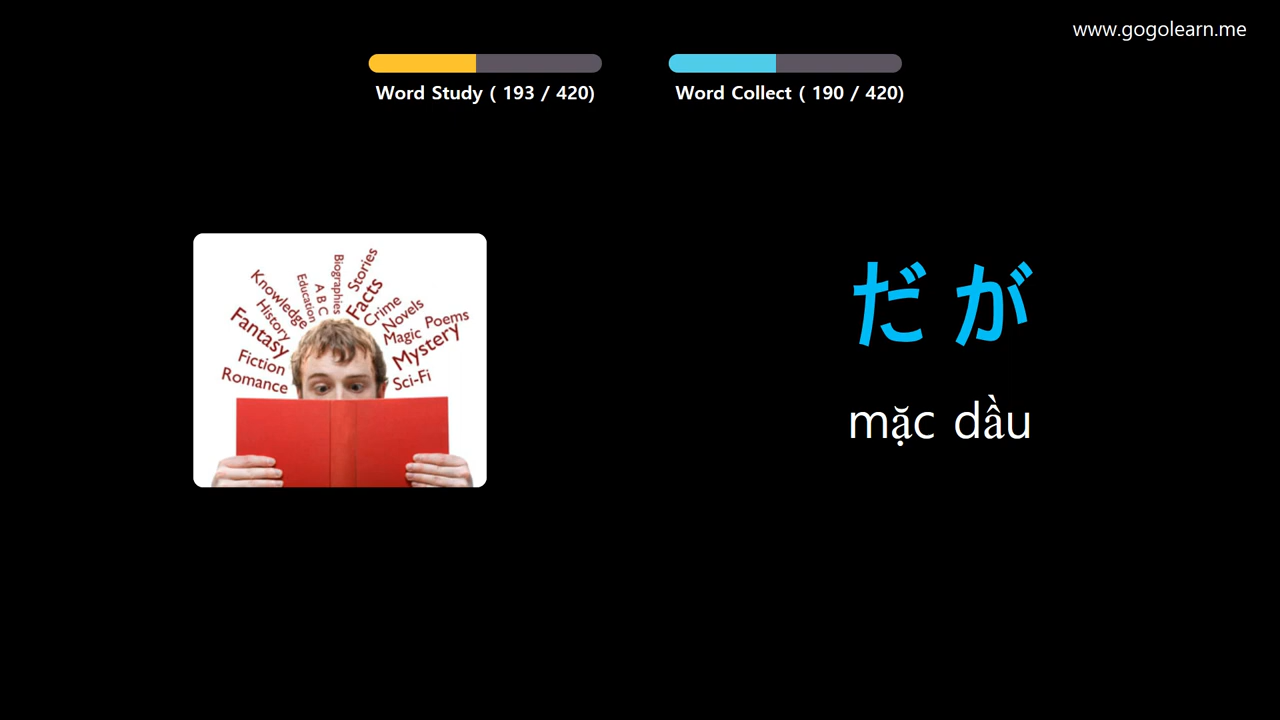 www.gogolearn.me
Word Study ( 193 / 420)
Word Collect ( 190 / 420)
Knowledge
History
Fantasy
Fiction
Romance
Education
A B C
Biographies
Stories
Facts
Crime
Novels
Magic
Poems
Mystery
Sci-Fi
だが
mặc dầu